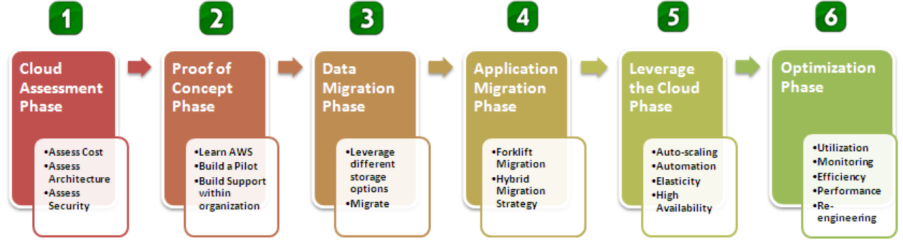 1
2
3
4
5
6
Cloud
Assessment
Phase
•Assess Cost
•Assess
Architecture
•Assess
Security
Proof of
Concept
Phase
•Learn AWS
•Build a Pilot
•Build Support
within
organization
Data
Migration
Phase
•Leverage
different
storage
options
•Migrate
Application
Migration
Phase
•Forklift
Migration
•Hybrid
Migration
Strategy
Leverage
the Cloud
Phase
•Auto-scaling
•Automation
•Elasticity
•High
Availability
Optimization
Phase
•Utilization
•Monitoring
•Efficiency
•Performance
•Re-
engineering